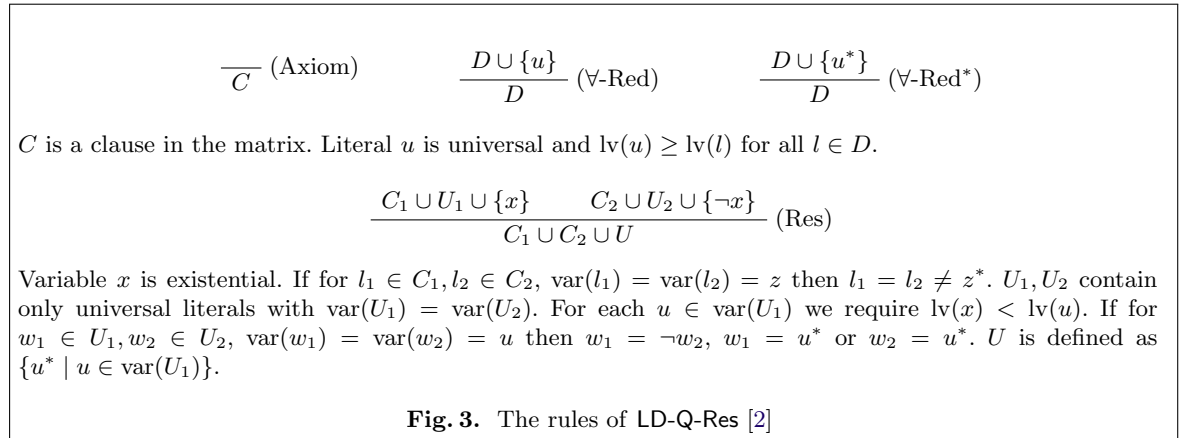 C (Axiom) D ∪ {u} D (∀-Red) D ∪ {u*} D (∀-Red*)
C is a clause in the matrix. Literal u is universal and lv(u) ≥ lv(l) for all l ∈ D.
C₁ ∪ U₁ ∪ {x} C₂ ∪ U₂ ∪ {¬x}
C₁ ∪ C₂ ∪ U (Res)
Variable x is existential. If for l₁ ∈ C₁, l₂ ∈ C₂, var(l₁) = var(l₂) = z then l₁ = l₂ ≠ z*. U₁, U₂ contain
only universal literals with var(U₁) = var(U₂). For each u ∈ var(U₁) we require lv(x) < lv(u). If for
w₁ ∈ U₁, w₂ ∈ U₂, var(w₁) = var(w₂) = u then w₁ = ¬w₂, w₁ = u* or w₂ = u*. U is defined as
{u* | u ∈ var(U₁)}.
Fig. 3. The rules of LD-Q-Res [2]